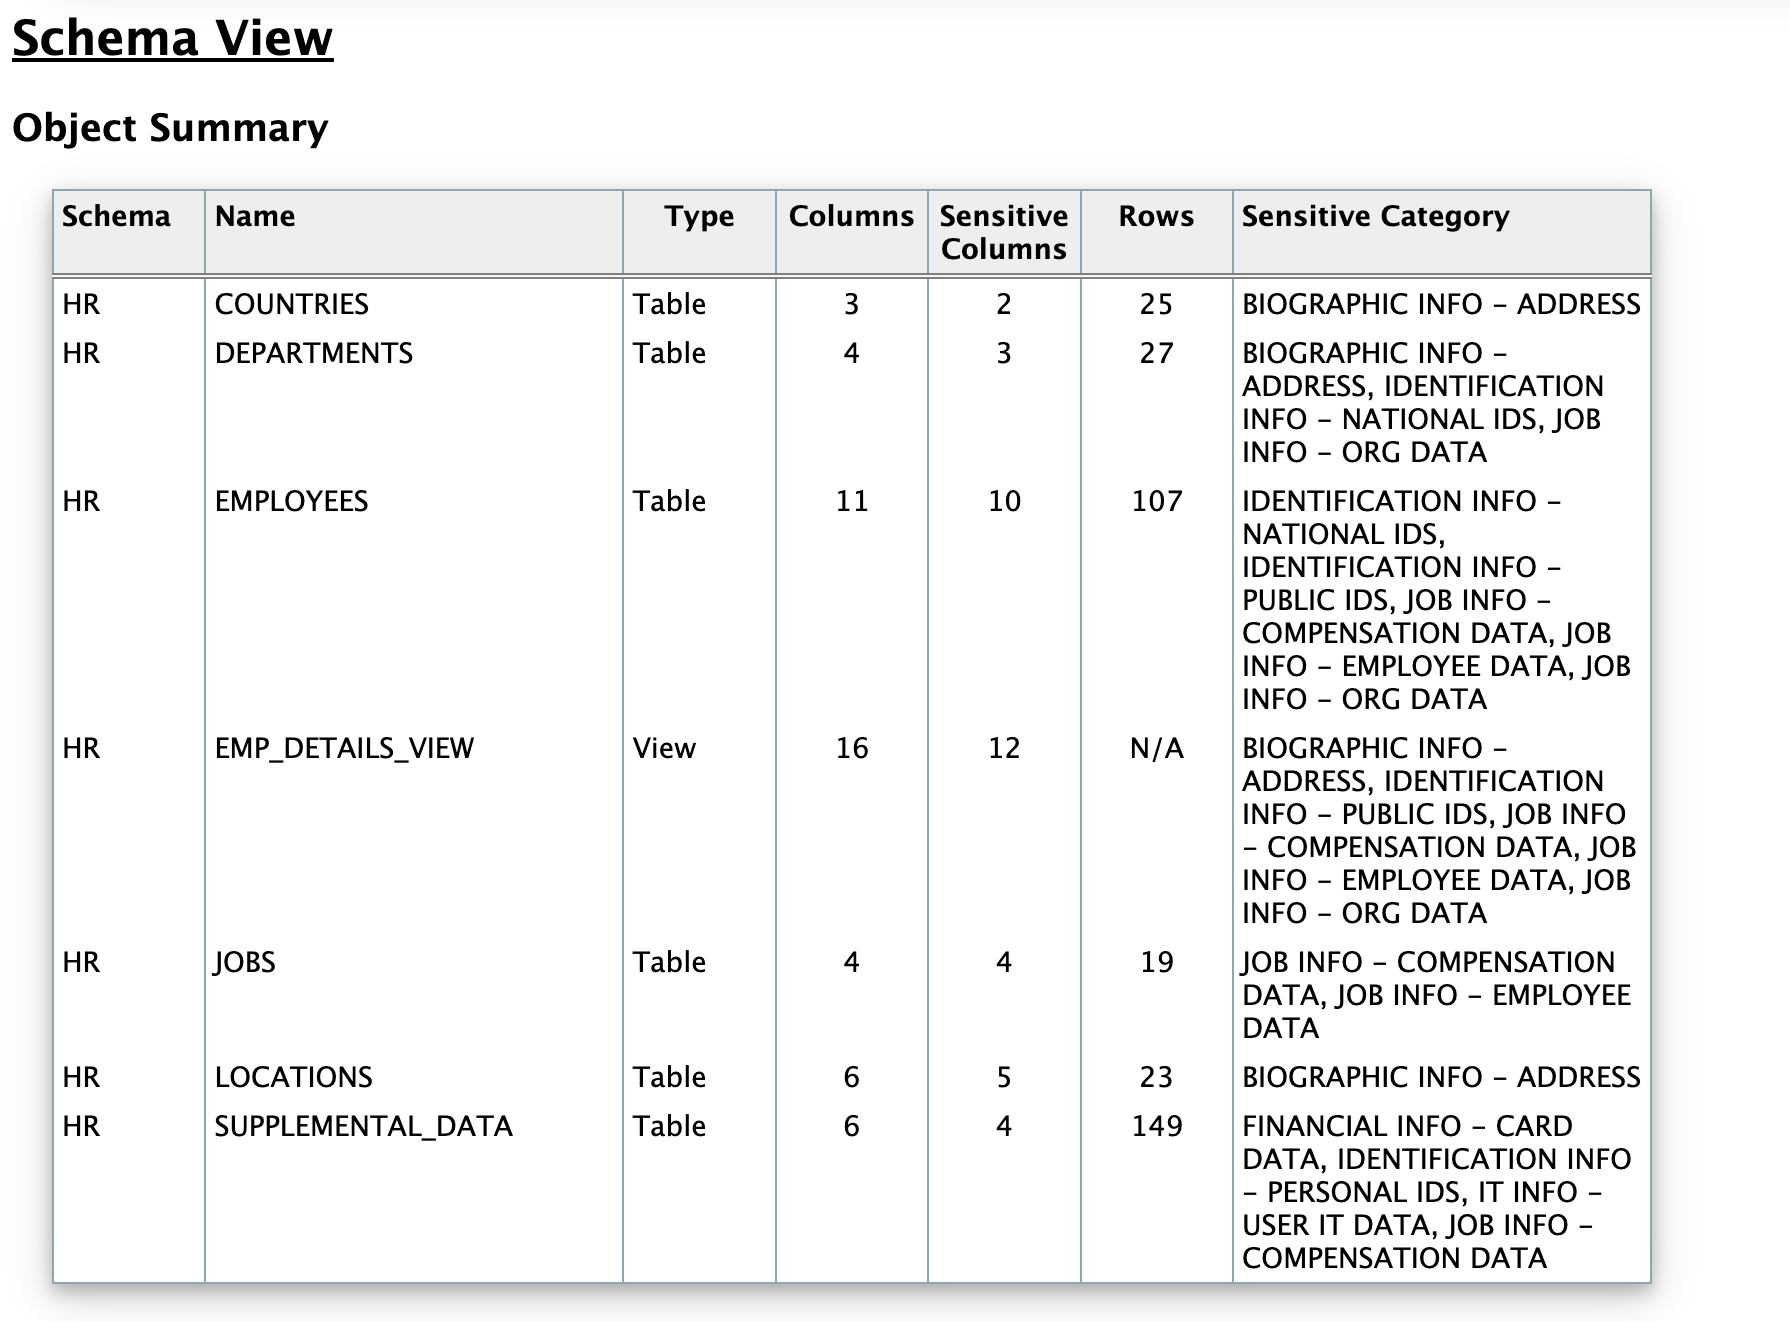 Schema View
Object Summary
Schema Name Type Columns Sensitive Columns Rows Sensitive Category
HR COUNTRIES Table 3 2 25 BIOGRAPHIC INFO – ADDRESS
HR DEPARTMENTS Table 4 3 27 BIOGRAPHIC INFO –
ADDRESS, IDENTIFICATION
INFO – NATIONAL IDS, JOB
INFO – ORG DATA
HR EMPLOYEES Table 11 10 107 IDENTIFICATION INFO –
NATIONAL IDS,
IDENTIFICATION INFO –
PUBLIC IDS, JOB INFO –
COMPENSATION DATA, JOB
INFO – EMPLOYEE DATA, JOB
INFO – ORG DATA
HR EMP_DETAILS_VIEW View 16 12 N/A BIOGRAPHIC INFO –
ADDRESS, IDENTIFICATION
INFO – PUBLIC IDS, JOB INFO
– COMPENSATION DATA, JOB
INFO – EMPLOYEE DATA, JOB
INFO – ORG DATA
HR JOBS Table 4 4 19 JOB INFO – COMPENSATION
DATA, JOB INFO – EMPLOYEE
DATA
HR LOCATIONS Table 6 5 23 BIOGRAPHIC INFO – ADDRESS
HR SUPPLEMENTAL_DATA Table 6 4 149 FINANCIAL INFO – CARD
DATA, IDENTIFICATION INFO
– PERSONAL IDS, IT INFO –
USER IT DATA, JOB INFO –
COMPENSATION DATA